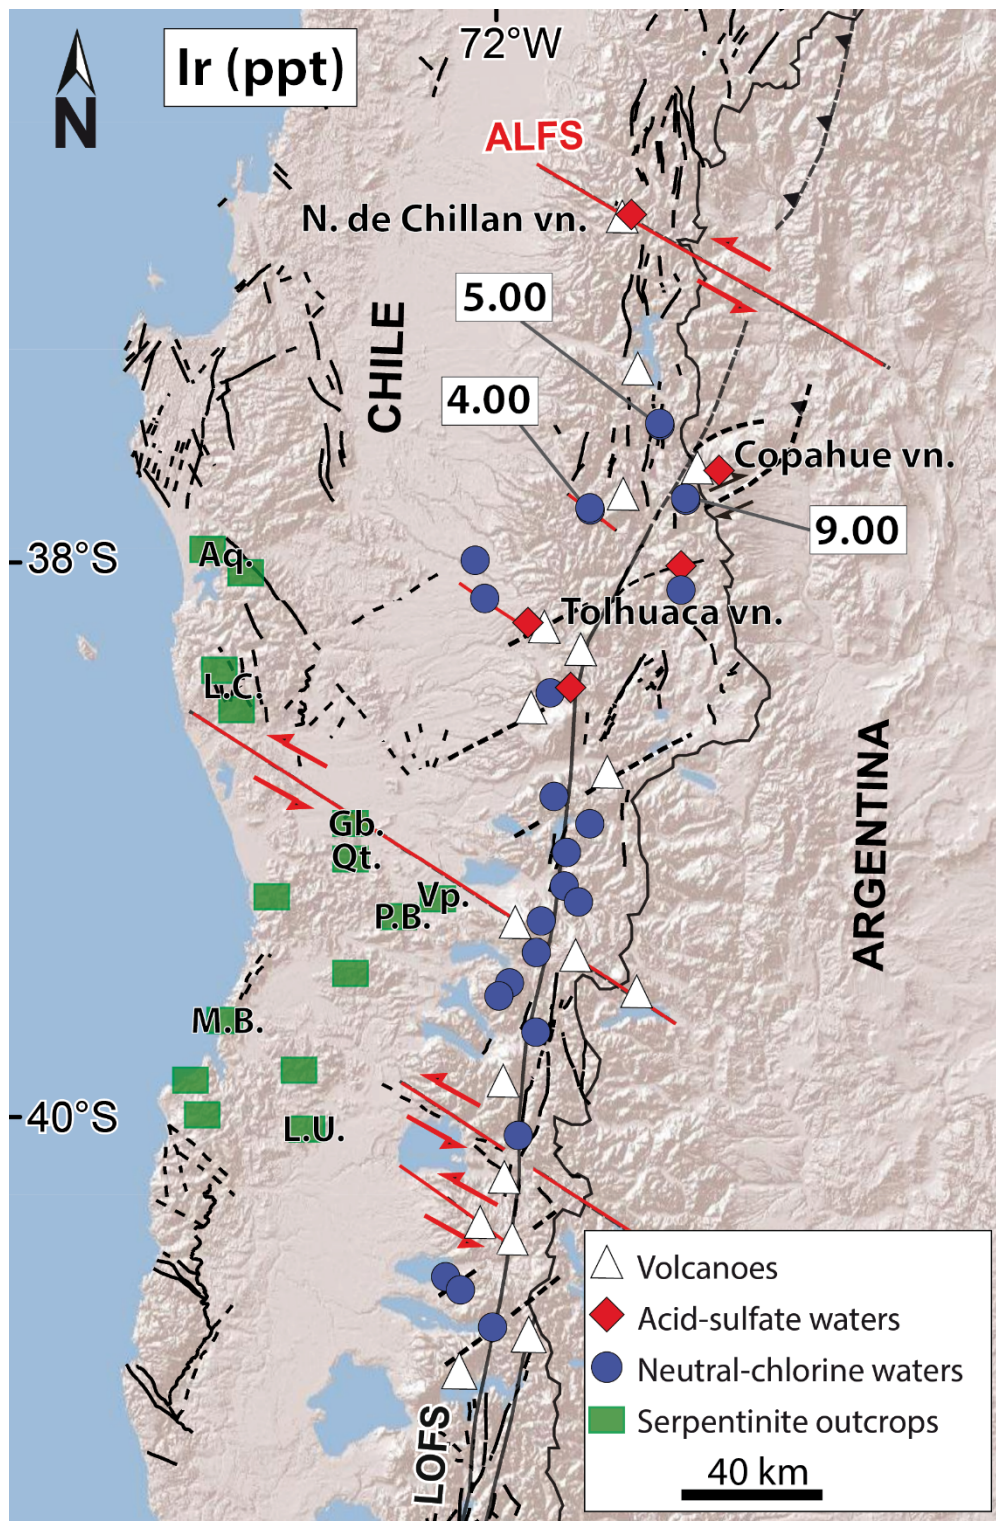 72°W
Ir (ppt)
N
ALFS
N. de Chillan vn.
5.00
CHILE
4.00
Copahue vn.
9.00
38°S
Aq.
Tolhuaca vn.
L.C.
ARGENTINA
Gb.
Qt.
Vp.
P.B.
M.B.
40°S
L.U.
Volcanoes
Acid-sulfate waters
Neutral-chlorine waters
Serpentinite outcrops
LOFS
40 km